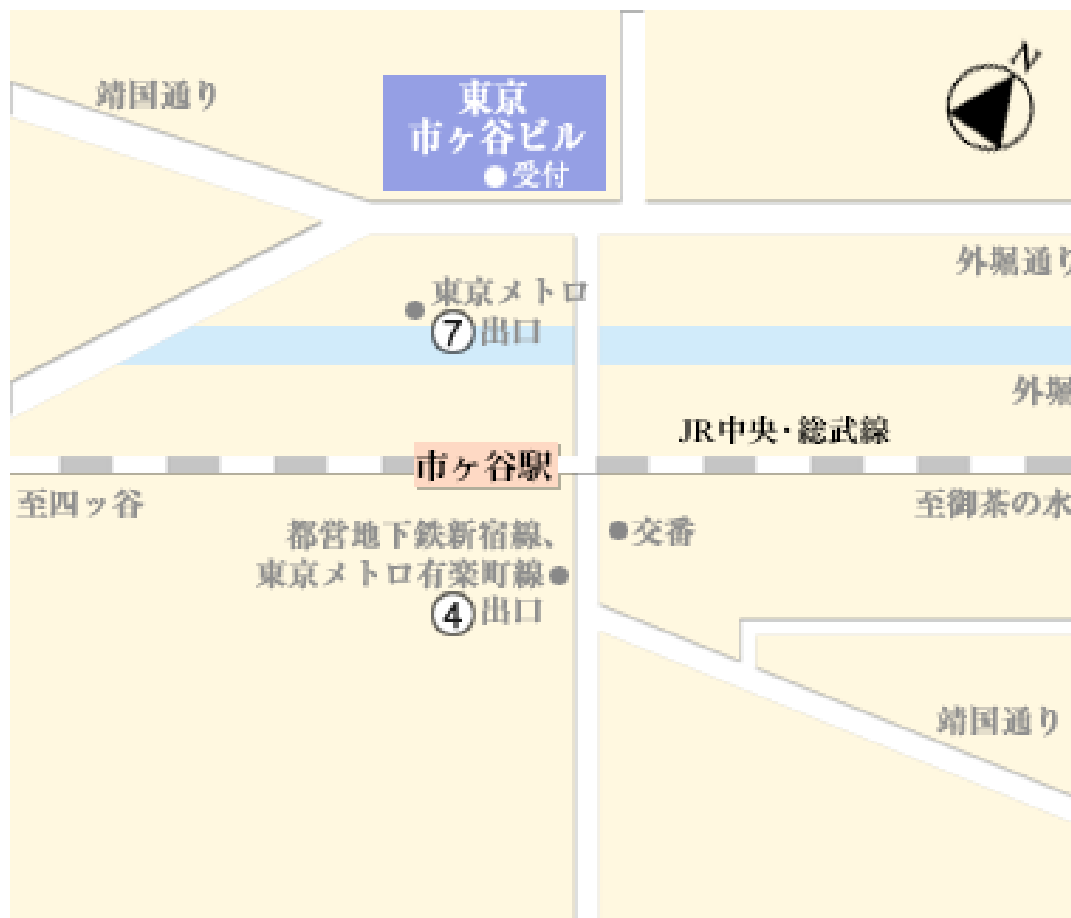 N
靖国通り
東京
市ヶ谷ビル
受付
外堀通り
東京メトロ
⑦出口
外堀
JR中央・総武線
市ヶ谷駅
至四ッ谷
至御茶の水
都営地下鉄新宿線、
交番
東京メトロ有楽町線
④出口
靖国通り